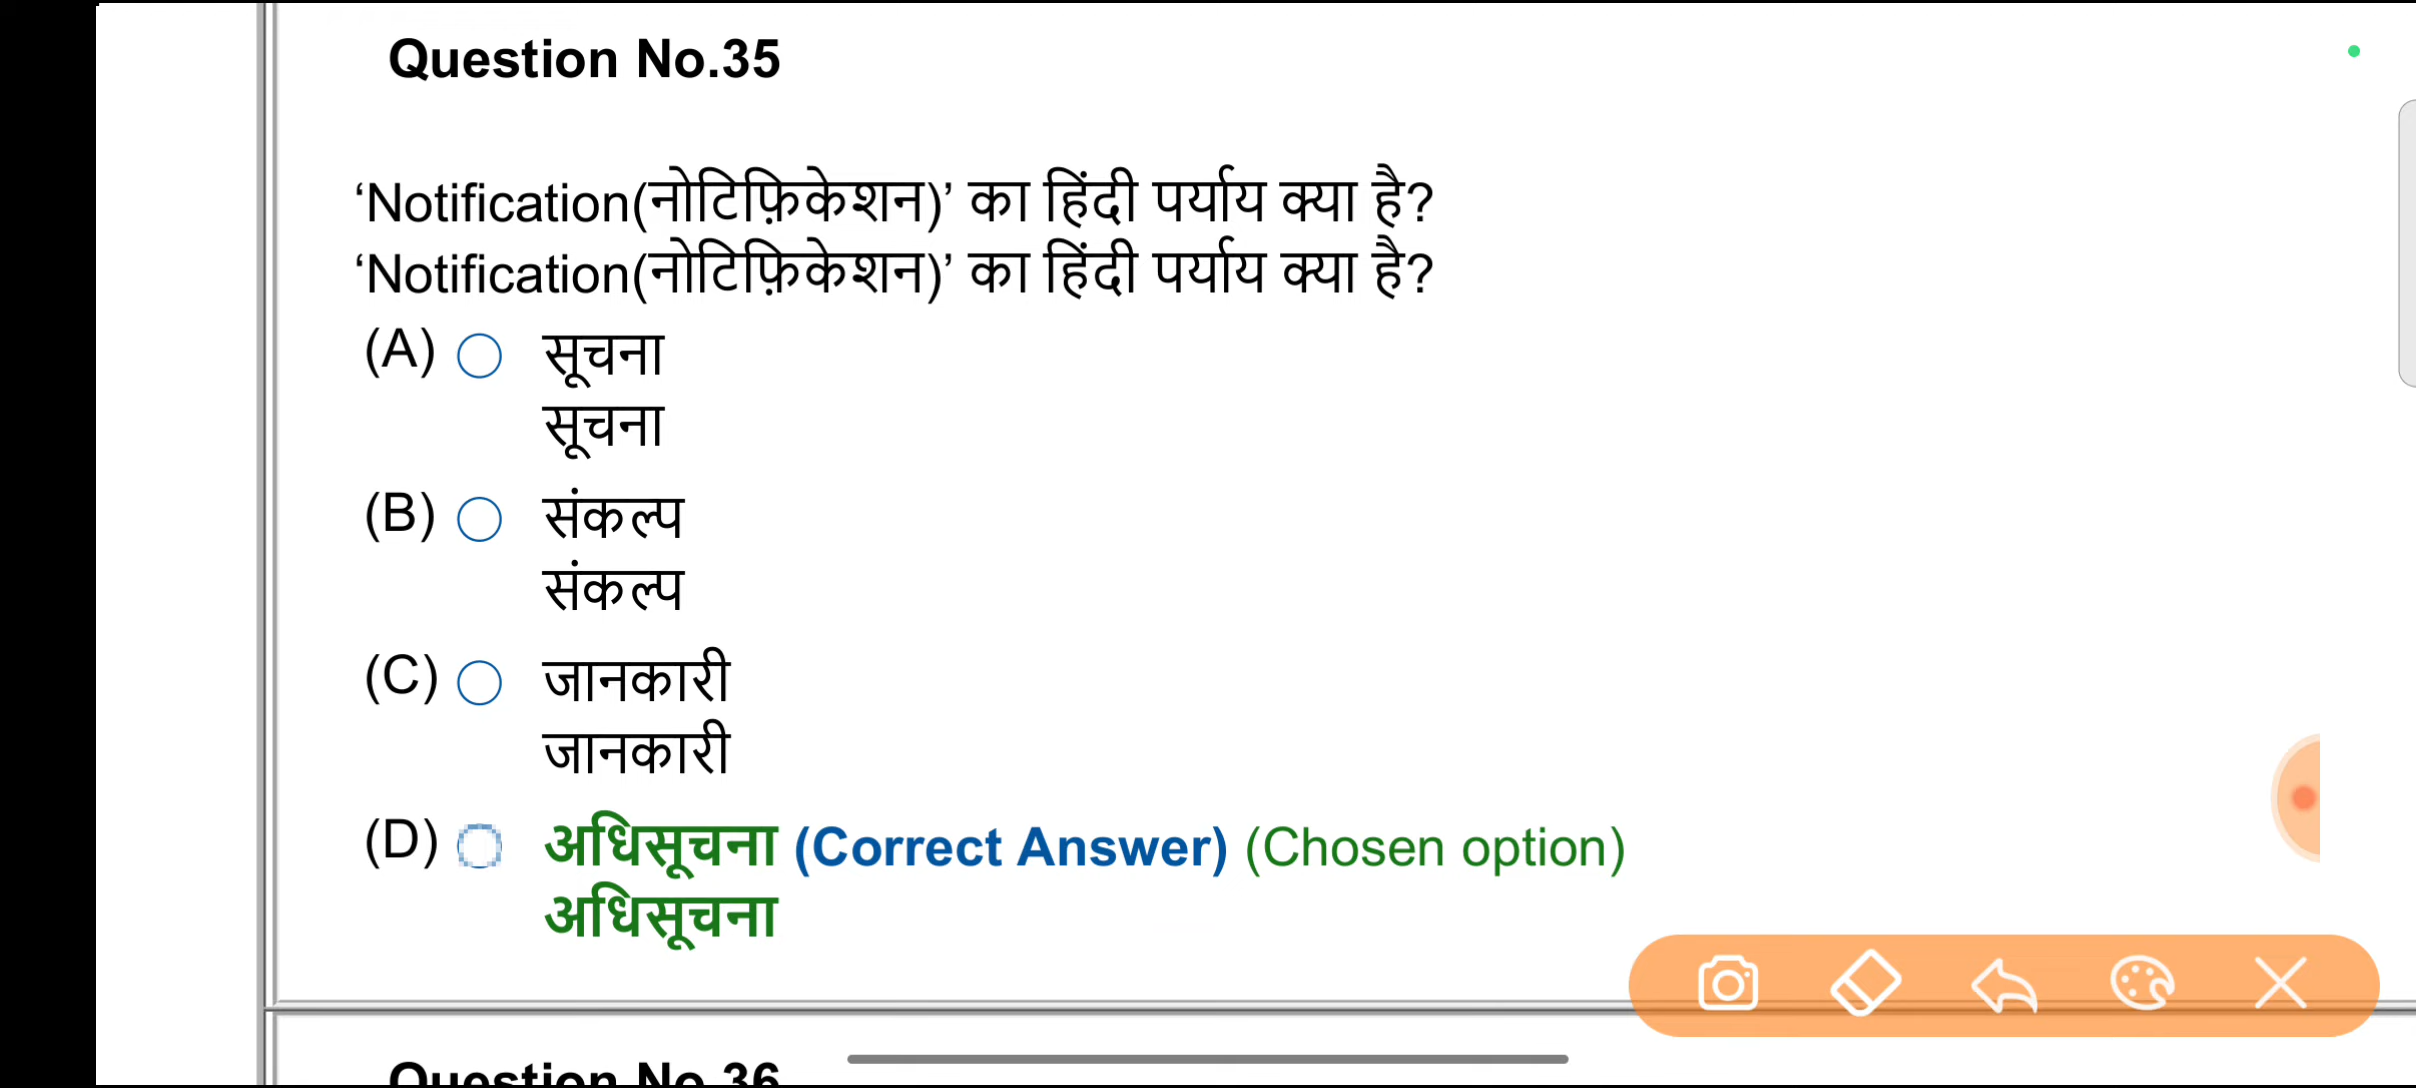 Question No.35
‘Notification(नोटिफ़िकेशन)’ का हिंदी पर्याय क्या है?
‘Notification(नोटिफ़िकेशन)’ का हिंदी पर्याय क्या है?
(A) सूचना
सूचना
(B) संकल्प
संकल्प
(C) जानकारी
जानकारी
(D) अधिसूचना (Correct Answer) (Chosen option)
अधिसूचना
Question No.36